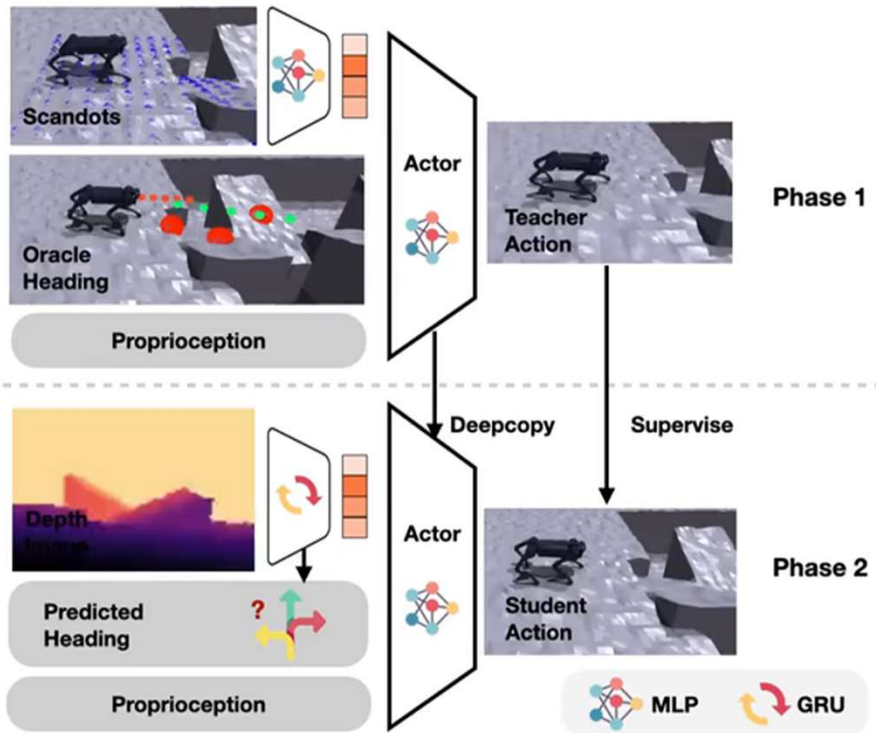 Scandots
Actor
Phase 1
Teacher
Action
Oracle
Heading
Proprioception
Deepcopy
Supervise
Depth
Image
Actor
Phase 2
Predicted
Heading
?
Student
Action
Proprioception
MLP
GRU